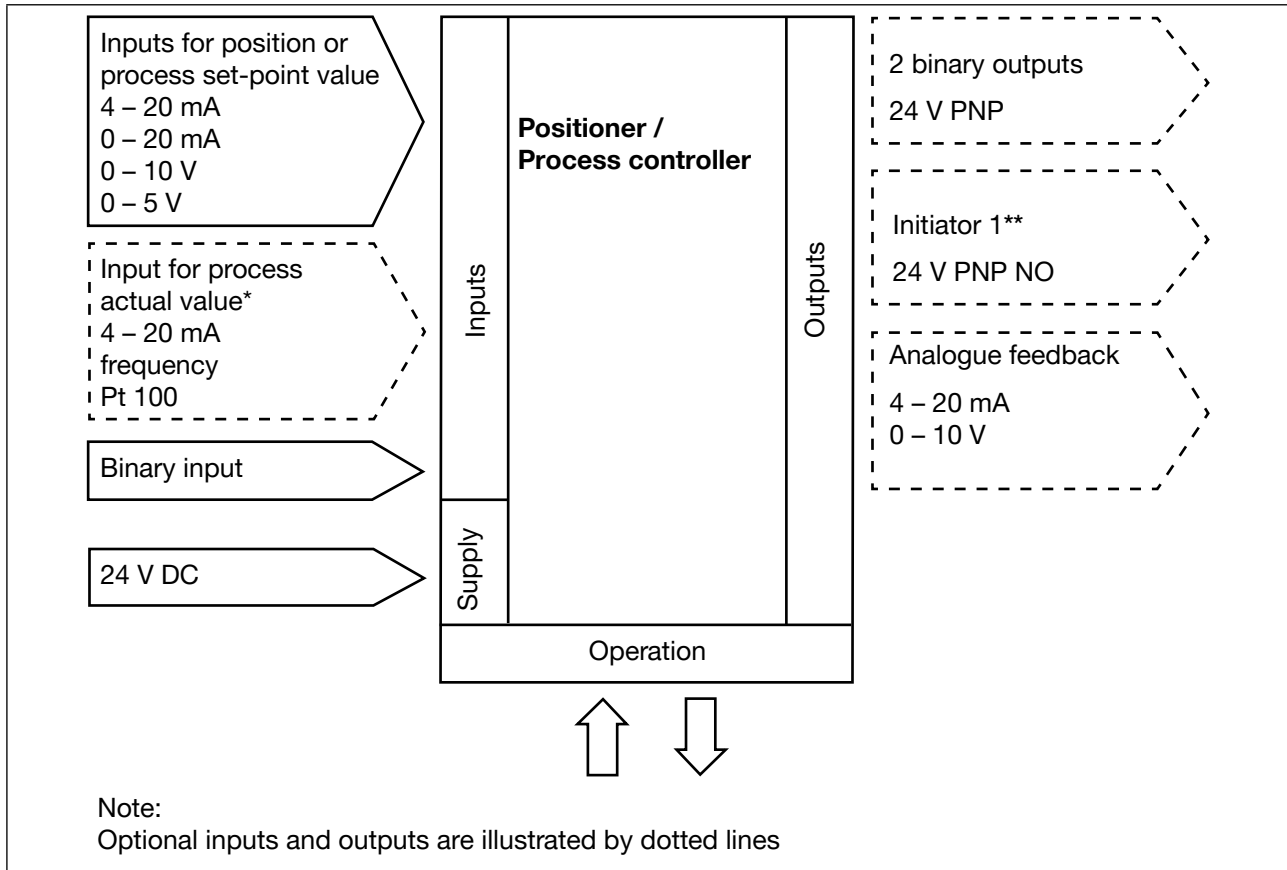 Inputs for position or
process set-point value
4 – 20 mA
0 – 20 mA
0 – 10 V
0 – 5 V
Input for process
actual value*
4 – 20 mA
frequency
Pt 100
Binary input
24 V DC
Inputs
Supply
Positioner /
Process controller
Outputs
Operation
2 binary outputs
24 V PNP
Initiator 1**
24 V PNP NO
Analogue feedback
4 – 20 mA
0 – 10 V
Note:
Optional inputs and outputs are illustrated by dotted lines